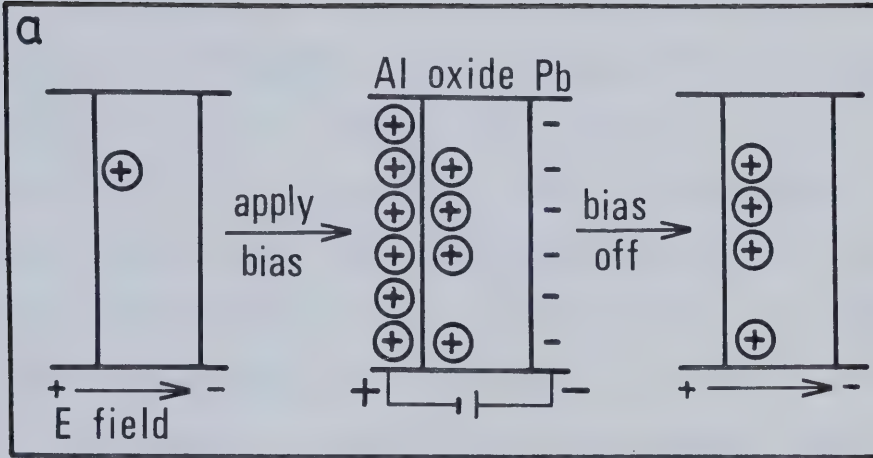 a
Al oxide Pb
apply
bias
bias
off
+ -
E field
+ -
+ -